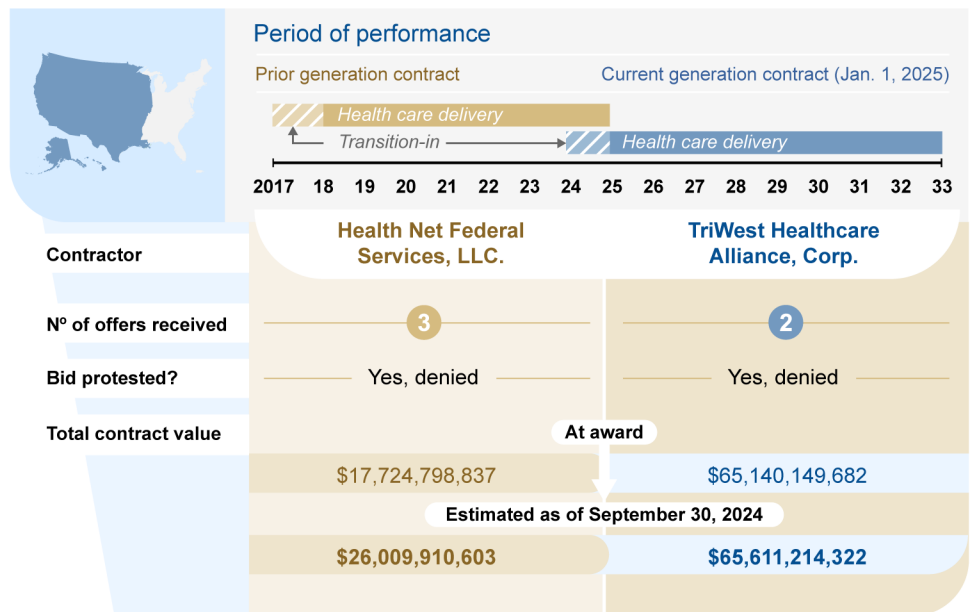 Period of performance
Prior generation contract
Current generation contract (Jan. 1, 2025)
Health care delivery
Transition-in
Health care delivery
2017 18 19 20 21 22 23 24 25 26 27 28 29 30 31 32 33
Contractor
Health Net Federal
Services, LLC.
TriWest Healthcare
Alliance, Corp.
Nº of offers received
3
2
Bid protested?
Yes, denied
Yes, denied
Total contract value
At award
$17,724,798,837
$65,140,149,682
Estimated as of September 30, 2024
$26,009,910,603
$65,611,214,322